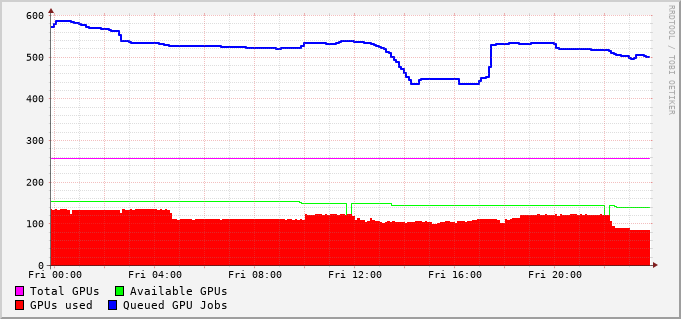 600
500
400
300
200
100
0
Fri 00:00 Fri 04:00 Fri 08:00 Fri 12:00 Fri 16:00 Fri 20:00
Total GPUs Available GPUs
GPUs used Queued GPU Jobs
RRDTOOL / TOBI OETIKER